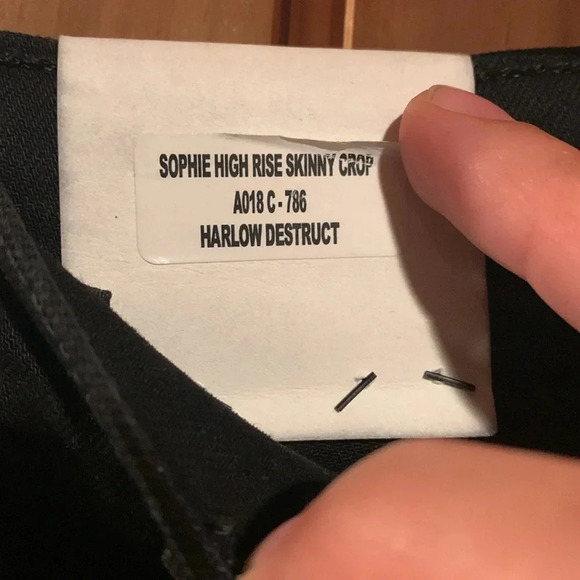 SOPHIE HIGH RISE SKINNY CROP
A018 C - 786
HARLOW DESTRUCT